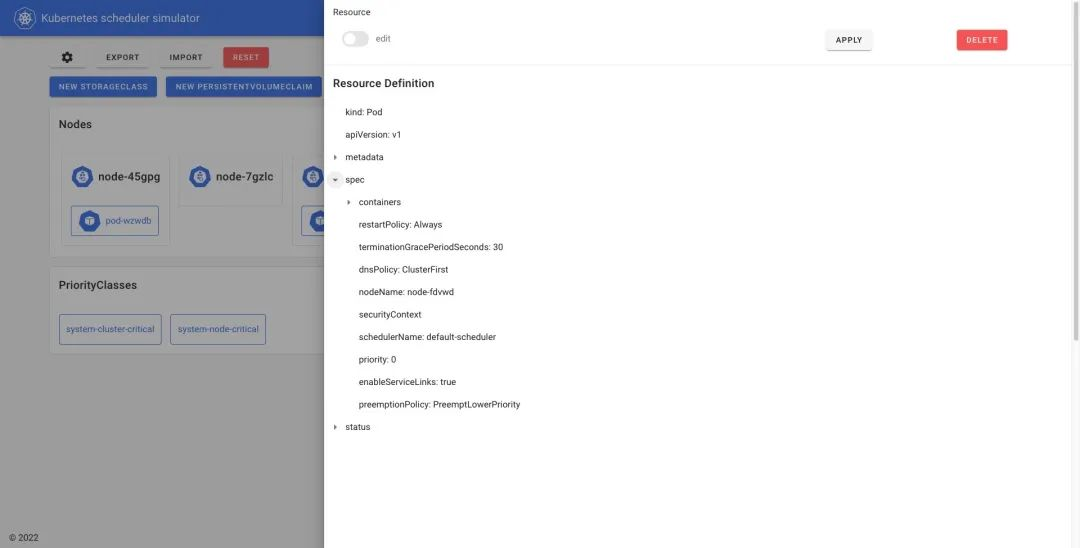 Kubernetes scheduler simulator
EXPORT
IMPORT
RESET
NEW STORAGECLASS
NEW PERSISTENTVOLUMECLAIM
Nodes
node-45gpg
node-7gzlc
pod-wzwdb
PriorityClasses
system-cluster-critical
system-node-critical
© 2022
Resource
edit
APPLY
DELETE
Resource Definition
kind: Pod
apiVersion: v1
metadata
spec
containers
restartPolicy: Always
terminationGracePeriodSeconds: 30
dnsPolicy: ClusterFirst
nodeName: node-fdvwd
securityContext
schedulerName: default-scheduler
priority: 0
enableServiceLinks: true
preemptionPolicy: PreemptLowerPriority
status